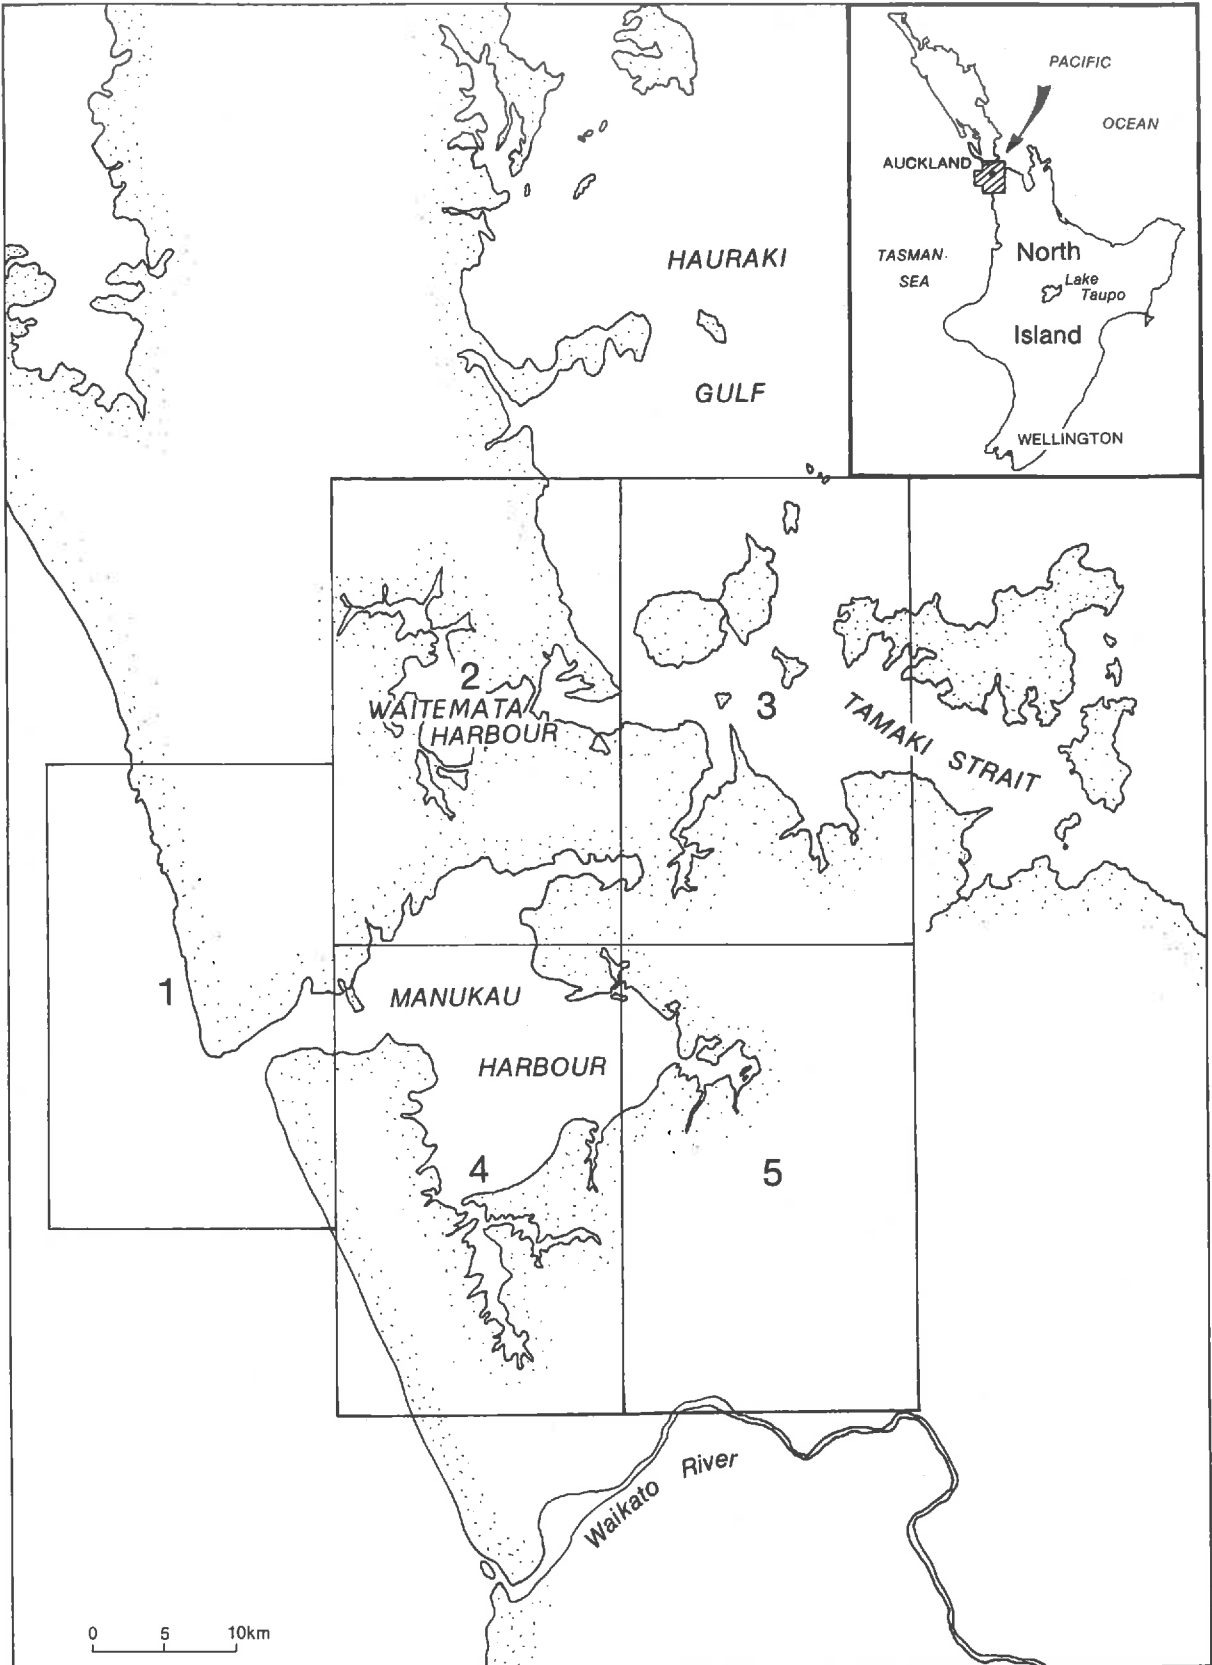 PACIFIC
OCEAN
AUCKLAND
TASMAN
SEA
North
Lake
Taupo
Island
WELLINGTON
HAURAKI
GULF
2
WAITEMATA
HARBOUR
3
TAMAKI STRAIT
1
MANUKAU
HARBOUR
4
5
Waikato River
0 5 10km